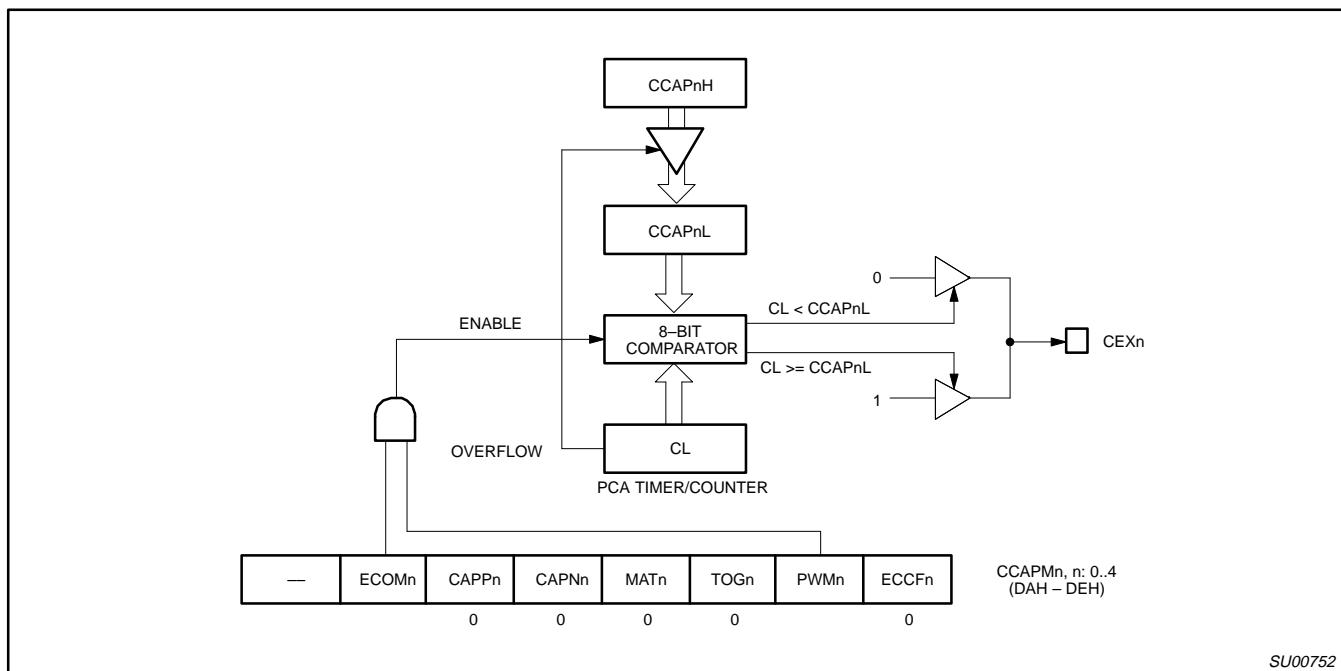 CCAPnH
CCAPnL
0
CL < CCAPnL
ENABLE
8–BIT
COMPARATOR
CEXn
CL >= CCAPnL
1
OVERFLOW
CL
PCA TIMER/COUNTER
–– ECOMn CAPPn CAPNn MATn TOGn PWMn ECCFn
CCAPMn, n: 0..4
(DAH – DEH)
0 0 0 0 0
SU00752